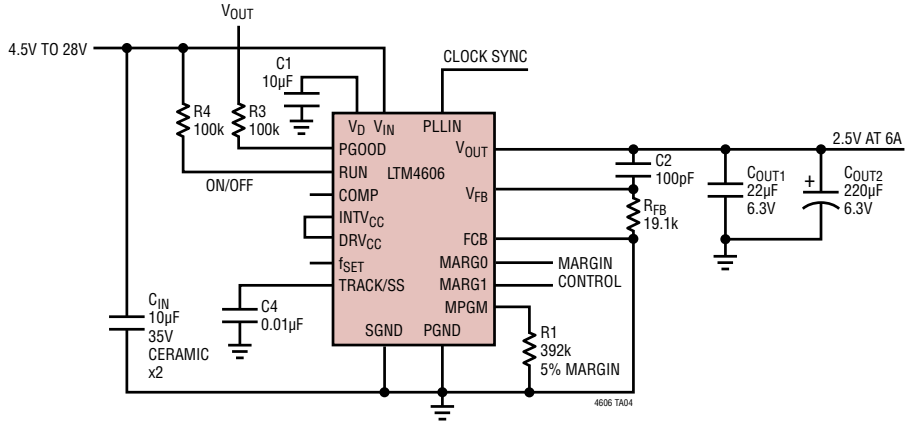 VOUT
4.5V TO 28V
C1
10µF
CLOCK SYNC
R4
100k
R3
100k
VD
VIN
PLLIN
PGOOD
VOUT
2.5V AT 6A
RUN
LTM4606
ON/OFF
C2
100pF
COUT1
22µF
6.3V
+
COUT2
220µF
6.3V
COMP
VFB
INTVCC
RFB
19.1k
DRVCC
FCB
fSET
MARG0
MARGIN
CONTROL
TRACK/SS
MARG1
MPGM
CIN
10µF
35V
CERAMIC
x2
C4
0.01µF
SGND
PGND
R1
392k
5% MARGIN
4606 TA04